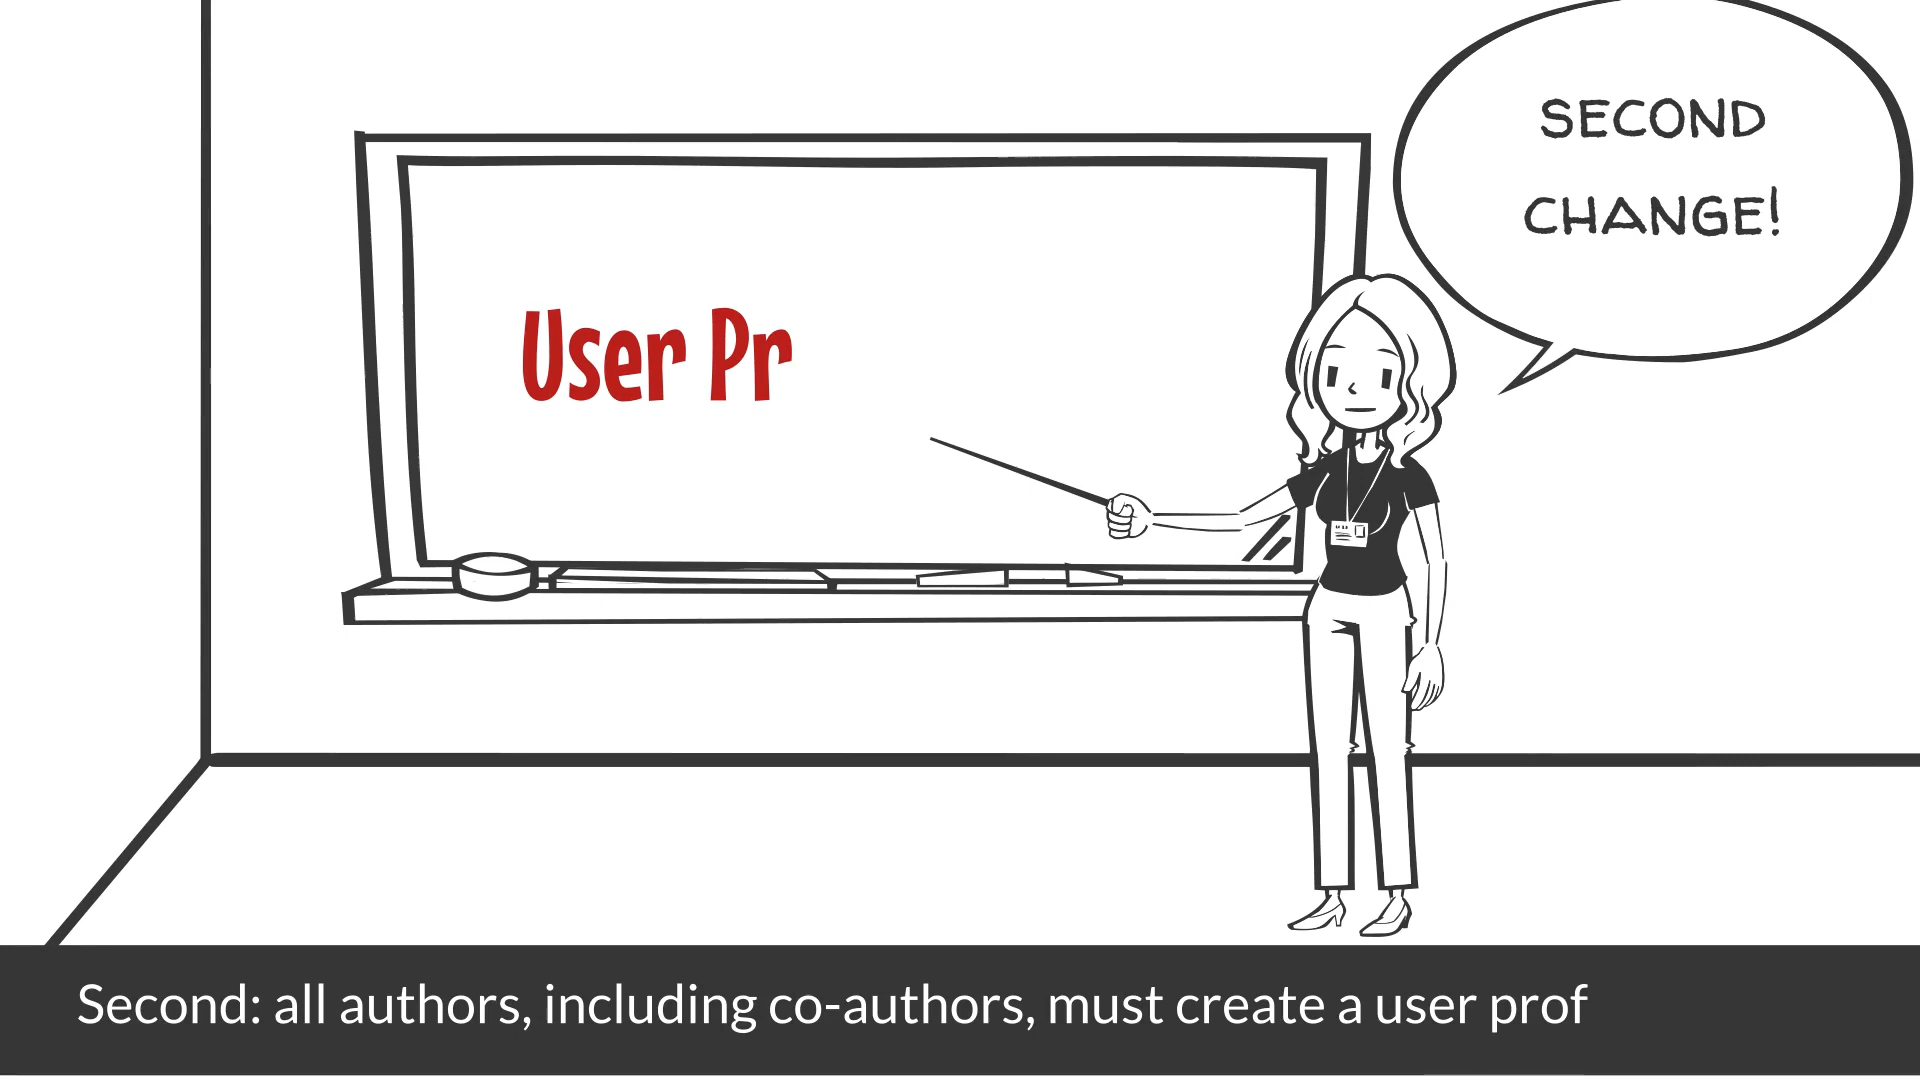 SECOND
CHANGE!
User Pr
Second: all authors, including co-authors, must create a user prof